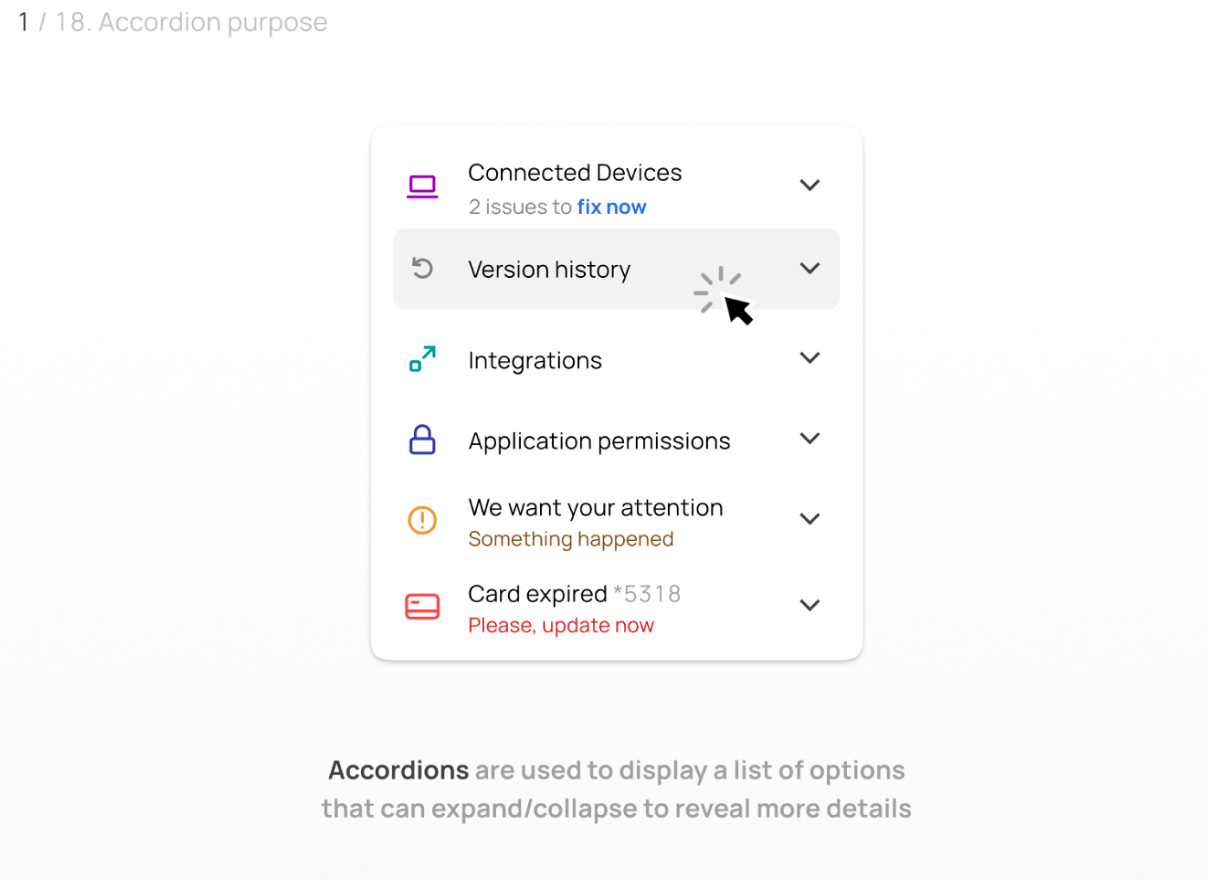 1 / 18. Accordion purpose
Connected Devices
2 issues to fix now
Version history
Integrations
Application permissions
We want your attention
Something happened
Card expired *5318
Please, update now
Accordions are used to display a list of options
that can expand/collapse to reveal more details